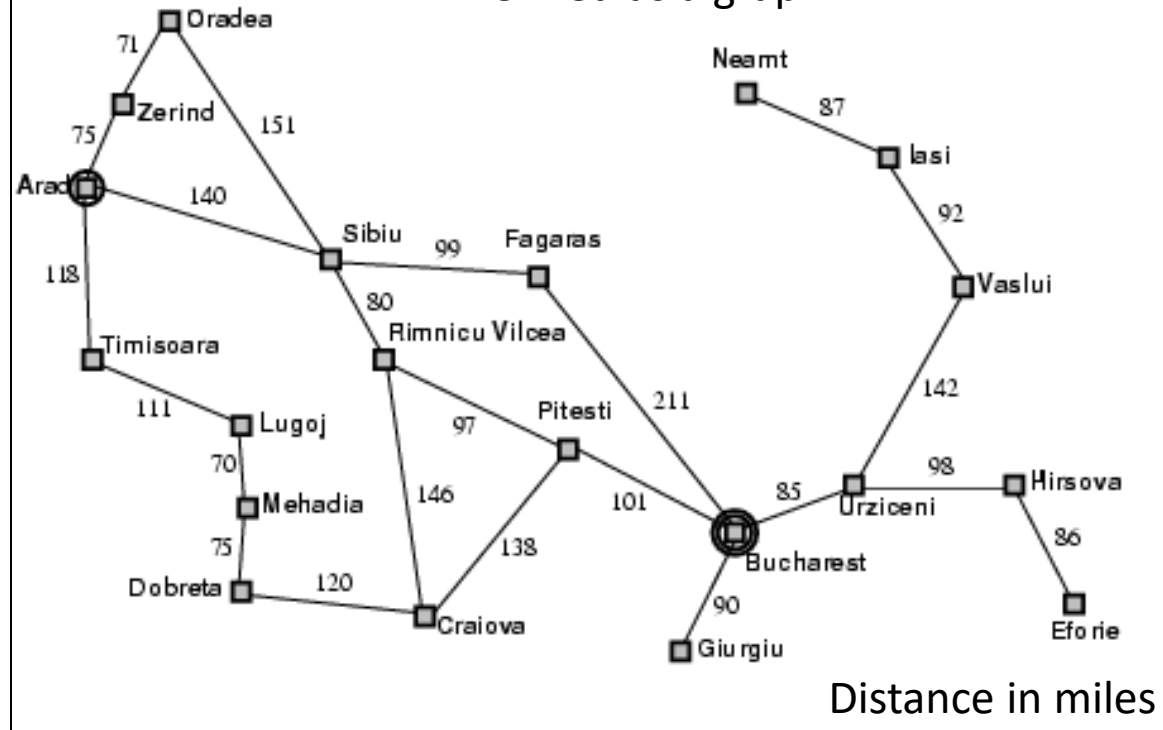 Oradea
71
Neamt
Zerind
87
151
75
Iasi
Arad
140
92
Sibiu
Fagaras
99
118
Vaslui
80
Timisoara
Rimnicu Vilcea
142
111
211
Lugoj
Pitesti
97
70
98
146
101
85
Hirsova
Mehadia
Urziceni
86
75
138
Bucharest
Dobreta
120
90
Craiova
Eforie
Giurgiu
Distance in miles